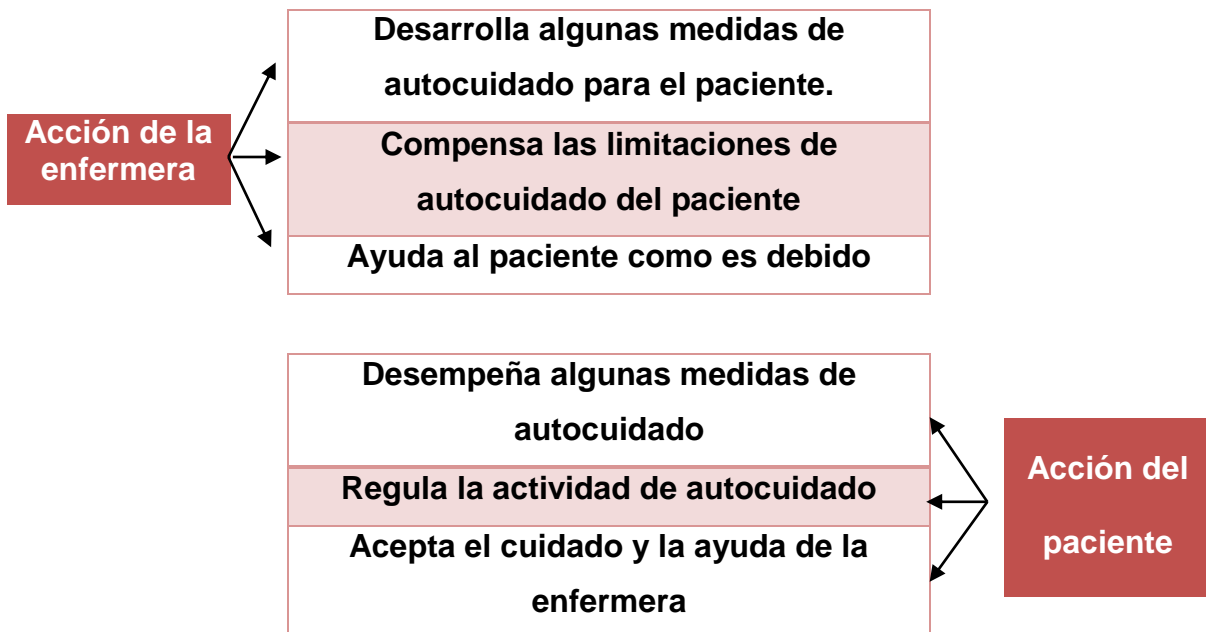 Desarrolla algunas medidas de
autocuidado para el paciente.
Acción de la
enfermera
Compensa las limitaciones de
autocuidado del paciente
Ayuda al paciente como es debido
Desempeña algunas medidas de
autocuidado
Regula la actividad de autocuidado
Acción del
paciente
Acepta el cuidado y la ayuda de la
enfermera